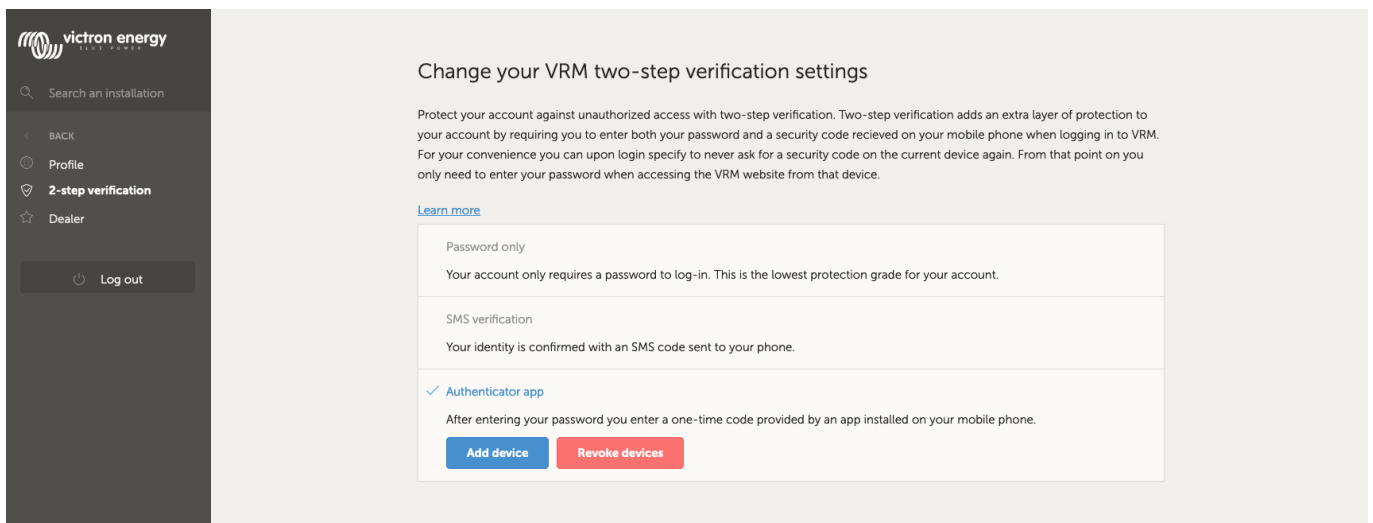 victron energy
BLUE POWER
Search an installation
BACK
Profile
2-step verification
Dealer
Log out
Change your VRM two-step verification settings
Protect your account against unauthorized access with two-step verification. Two-step verification adds an extra layer of protection to
your account by requiring you to enter both your password and a security code recieved on your mobile phone when logging in to VRM.
For your convenience you can upon login specify to never ask for a security code on the current device again. From that point on you
only need to enter your password when accessing the VRM website from that device.
Learn more
Password only
Your account only requires a password to log-in. This is the lowest protection grade for your account.
SMS verification
Your identity is confirmed with an SMS code sent to your phone.
Authenticator app
After entering your password you enter a one-time code provided by an app installed on your mobile phone.
Add device
Revoke devices